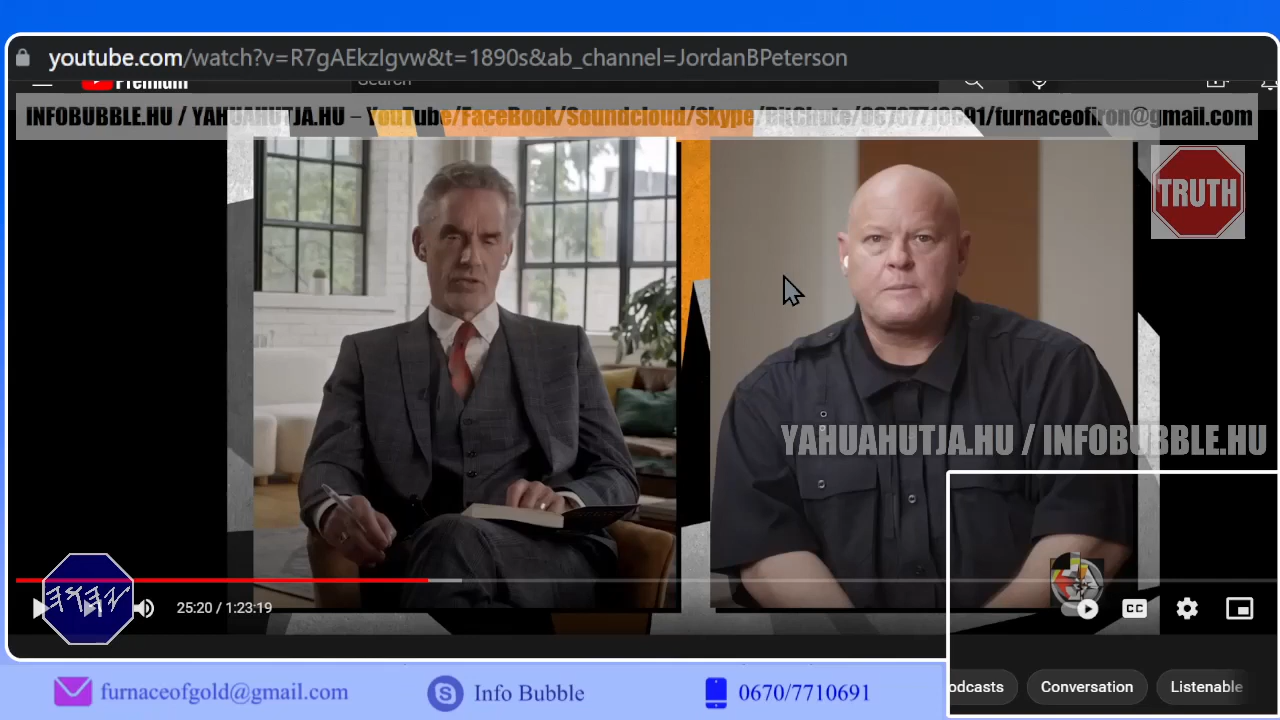 youtube.com/watch?v=R7gAEkzIgvw&t=1890s&ab_channel=JordanBPeterson
Premium
Search
INFOBUBBLE.HU / YAHUAHUTJA.HU – YouTube/FaceBook/Soundcloud/Skype/BitChute/06707710691/furnaceofiron@gmail.com
TRUTH
YAHUAHUTJA.HU / INFOBUBBLE.HU
25:20 / 1:23:19
CC
Conversation
Listenable
furnaceofgold@gmail.com
Info Bubble
0670/7710691